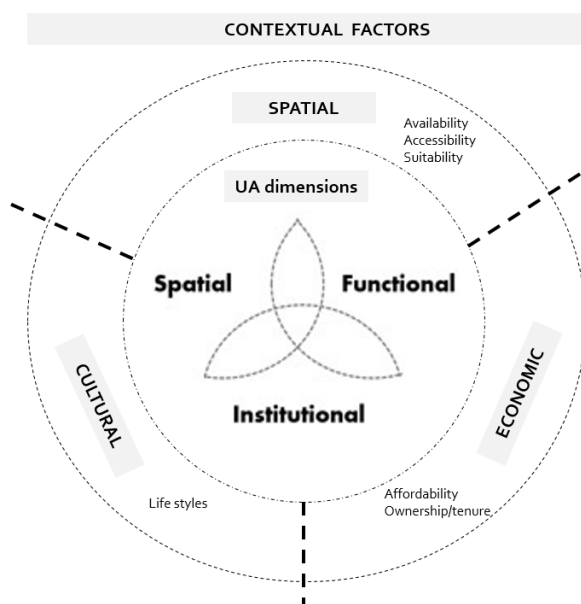 CONTEXTUAL FACTORS
SPATIAL
Availability
Accessibility
Suitability
UA dimensions
Spatial
Functional
Institutional
CULTURAL
ECONOMIC
Life styles
Affordability
Ownership/tenure